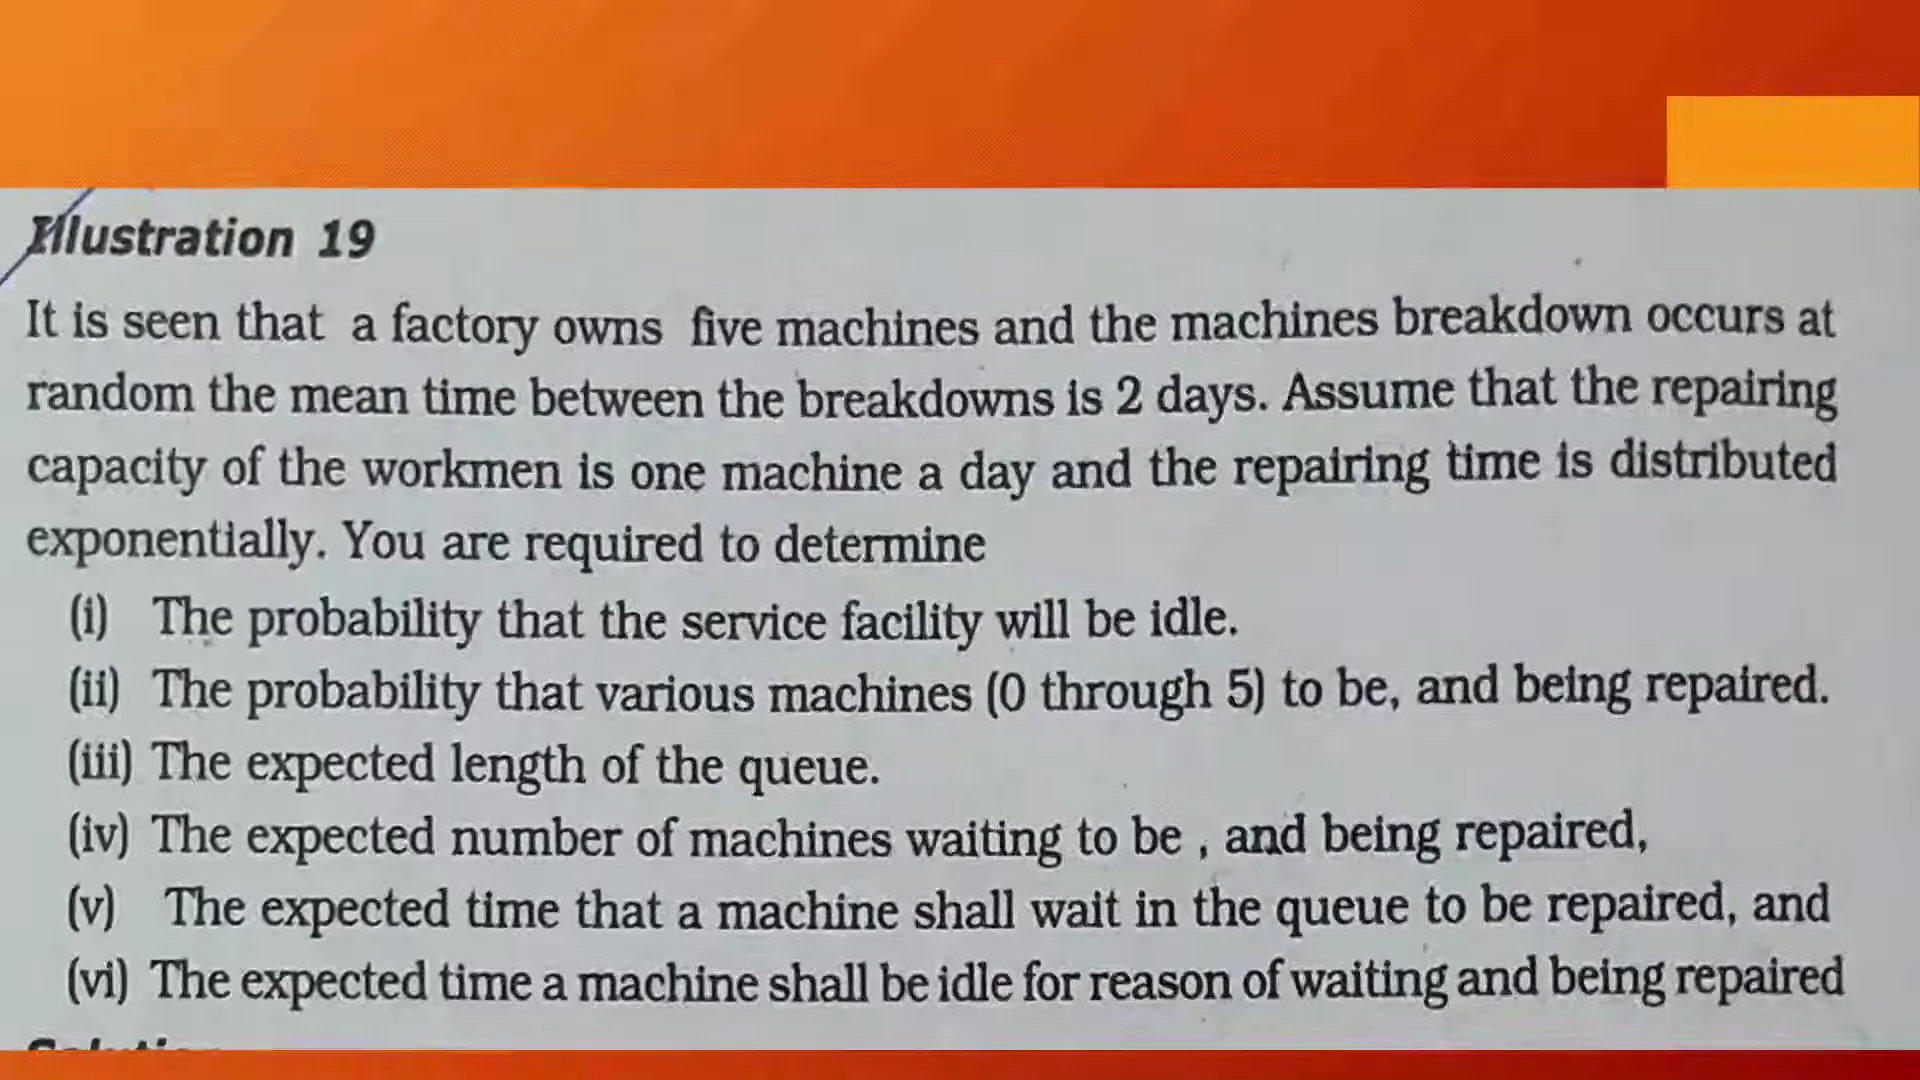 Illustration 19
It is seen that a factory owns five machines and the machines breakdown occurs at
random the mean time between the breakdowns is 2 days. Assume that the repairing
capacity of the workmen is one machine a day and the repairing time is distributed
exponentially. You are required to determine
(i) The probability that the service facility will be idle.
(ii) The probability that various machines (0 through 5) to be, and being repaired.
(iii) The expected length of the queue.
(iv) The expected number of machines waiting to be , and being repaired,
(v) The expected time that a machine shall wait in the queue to be repaired, and
(vi) The expected time a machine shall be idle for reason of waiting and being repaired